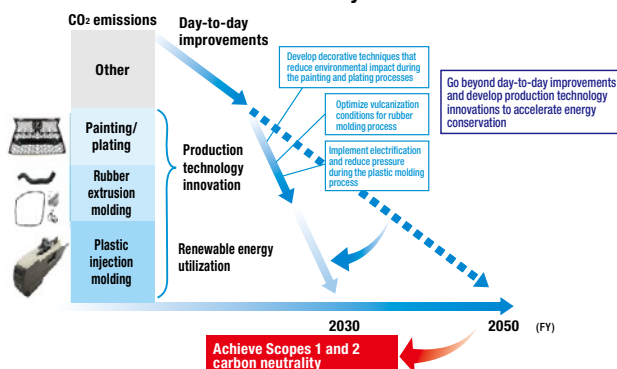 CO2 emissions
Day-to-day
improvements
Other
Painting/
plating
Rubber
extrusion
molding
Plastic
injection
molding
Production
technology
innovation
Renewable energy
utilization
Develop decorative techniques that
reduce environmental impact during
the painting and plating processes
Optimize vulcanization
conditions for rubber
molding process
Implement electrification
and reduce pressure
during the plastic molding
process
Go beyond day-to-day improvements
and develop production technology
innovations to accelerate energy
conservation
2030
2050
(FY)
Achieve Scopes 1 and 2
carbon neutrality